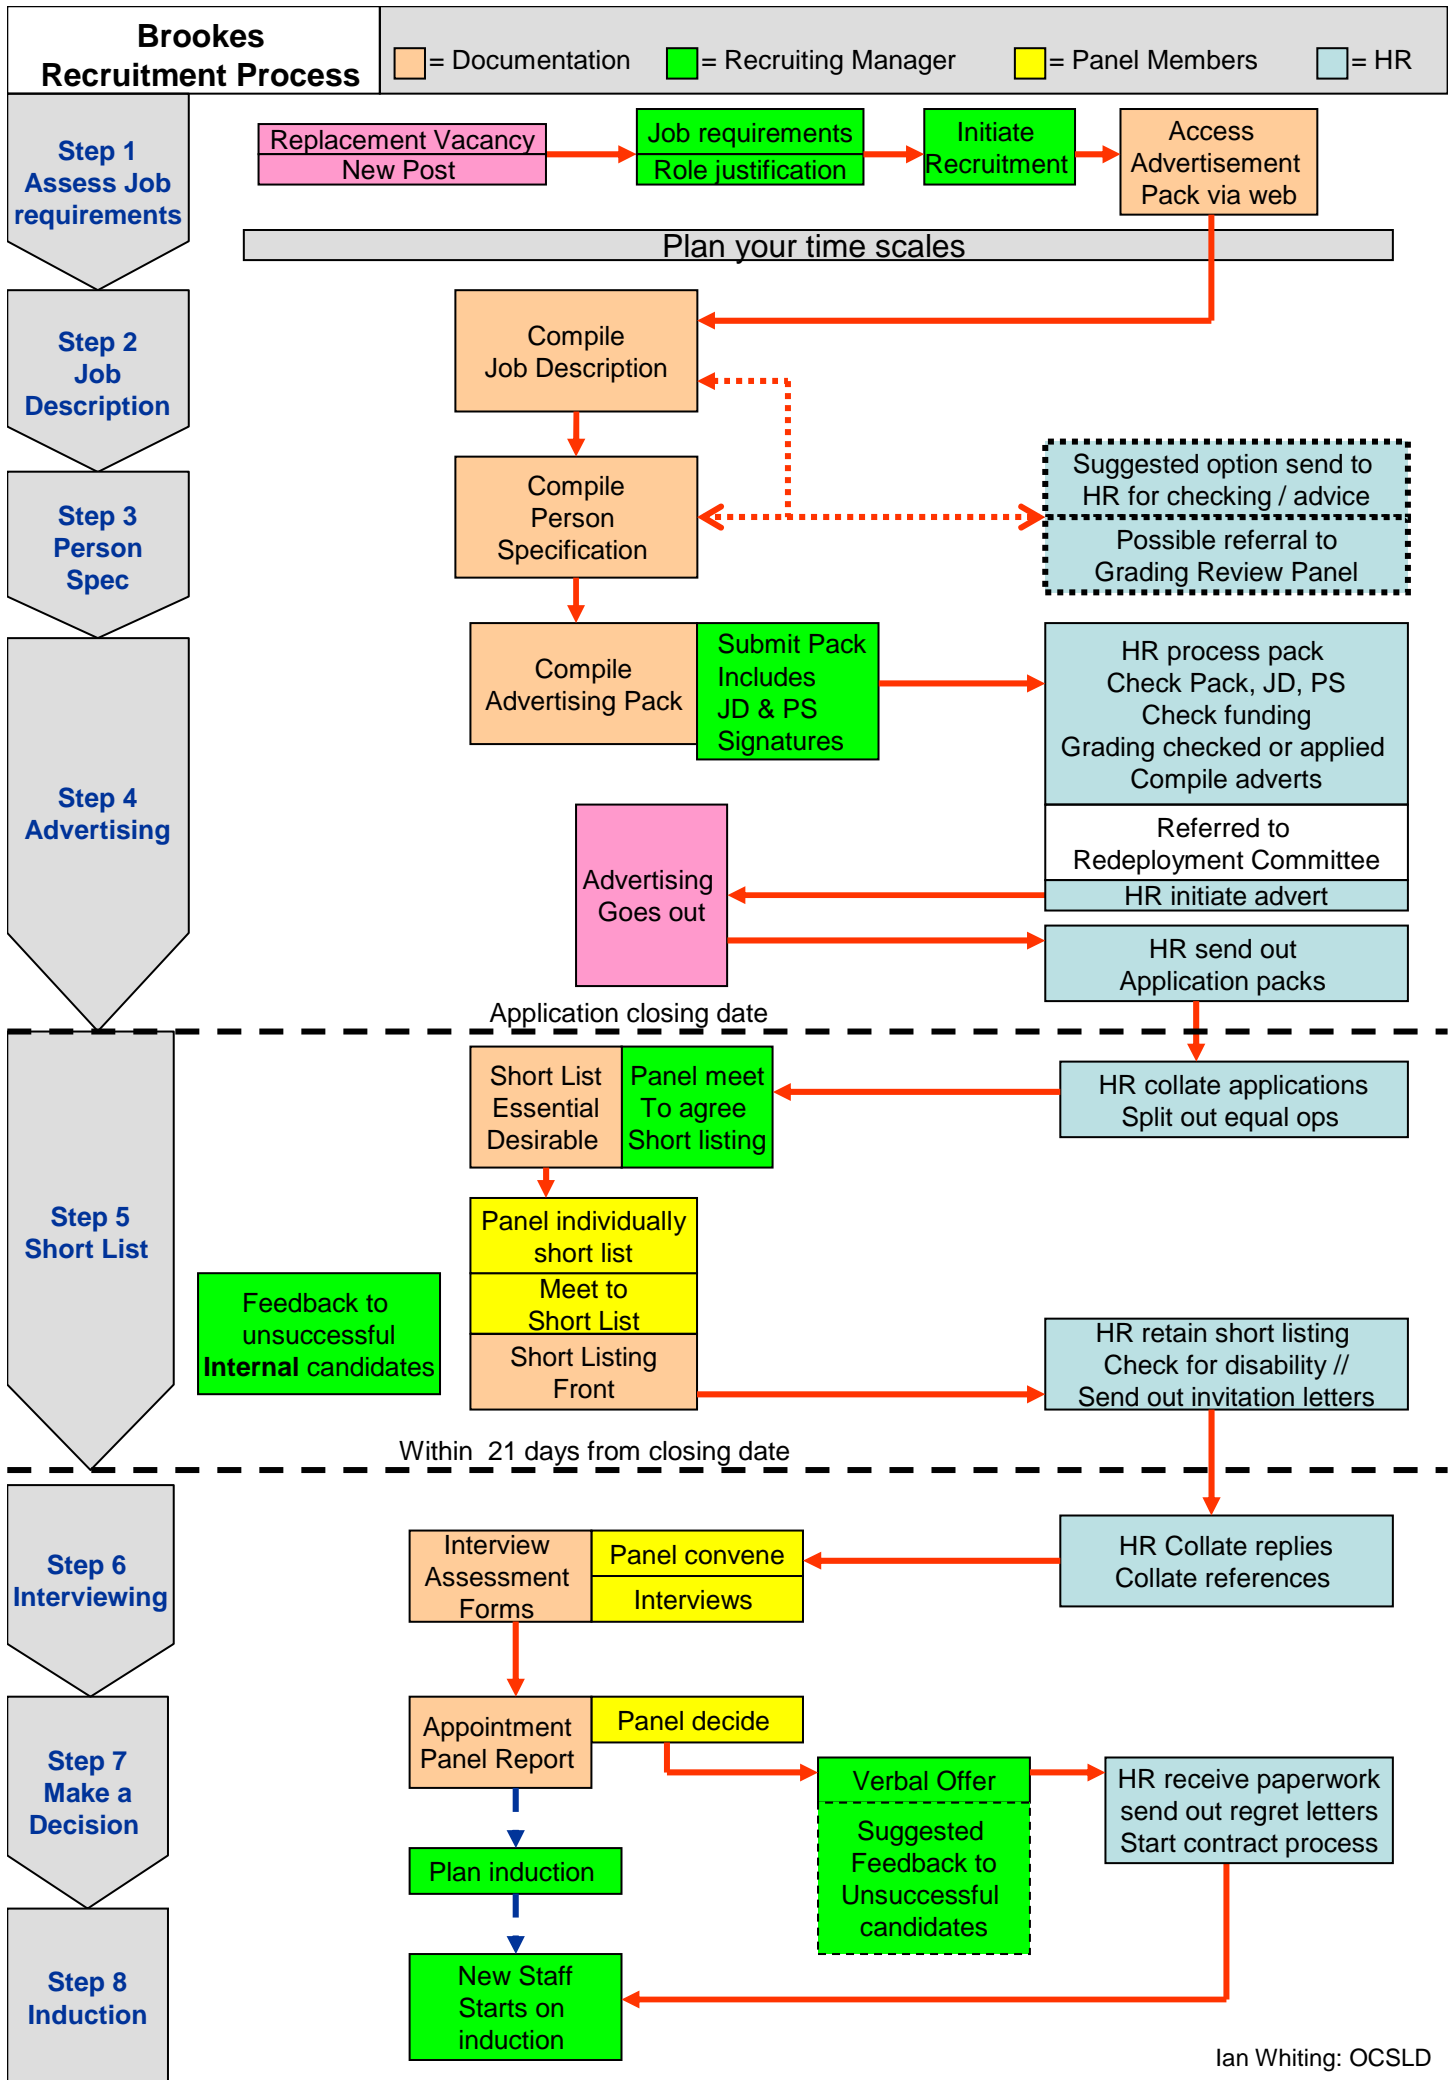 Brookes
Recruitment Process
= Documentation
= Recruiting Manager
= Panel Members
= HR
Step 1
Assess Job
requirements
Replacement Vacancy
New Post
Job requirements
Role justification
Initiate
Recruitment
Access
Advertisement
Pack via web
Plan your time scales
Step 2
Job
Description
Compile
Job Description
Step 3
Person
Spec
Compile
Person
Specification
Suggested option send to
HR for checking / advice
Possible referral to
Grading Review Panel
Step 4
Advertising
Compile
Advertising Pack
Submit Pack
Includes
JD & PS
Signatures
HR process pack
Check Pack, JD, PS
Check funding
Grading checked or applied
Compile adverts
Referred to
Redeployment Committee
HR initiate advert
Advertising
Goes out
HR send out
Application packs
Application closing date
Step 5
Short List
Short List
Essential
Desirable
Panel meet
To agree
Short listing
HR collate applications
Split out equal ops
Panel individually
short list
Meet to
Short List
Short Listing
Front
Feedback to
unsuccessful
Internal candidates
HR retain short listing
Check for disability //
Send out invitation letters
Within 21 days from closing date
Step 6
Interviewing
Interview
Assessment
Forms
Panel convene
Interviews
HR Collate replies
Collate references
Step 7
Make a
Decision
Appointment
Panel Report
Panel decide
Verbal Offer
Suggested
Feedback to
Unsuccessful
candidates
HR receive paperwork
send out regret letters
Start contract process
Plan induction
Step 8
Induction
New Staff
Starts on
induction
Ian Whiting: OCSLD